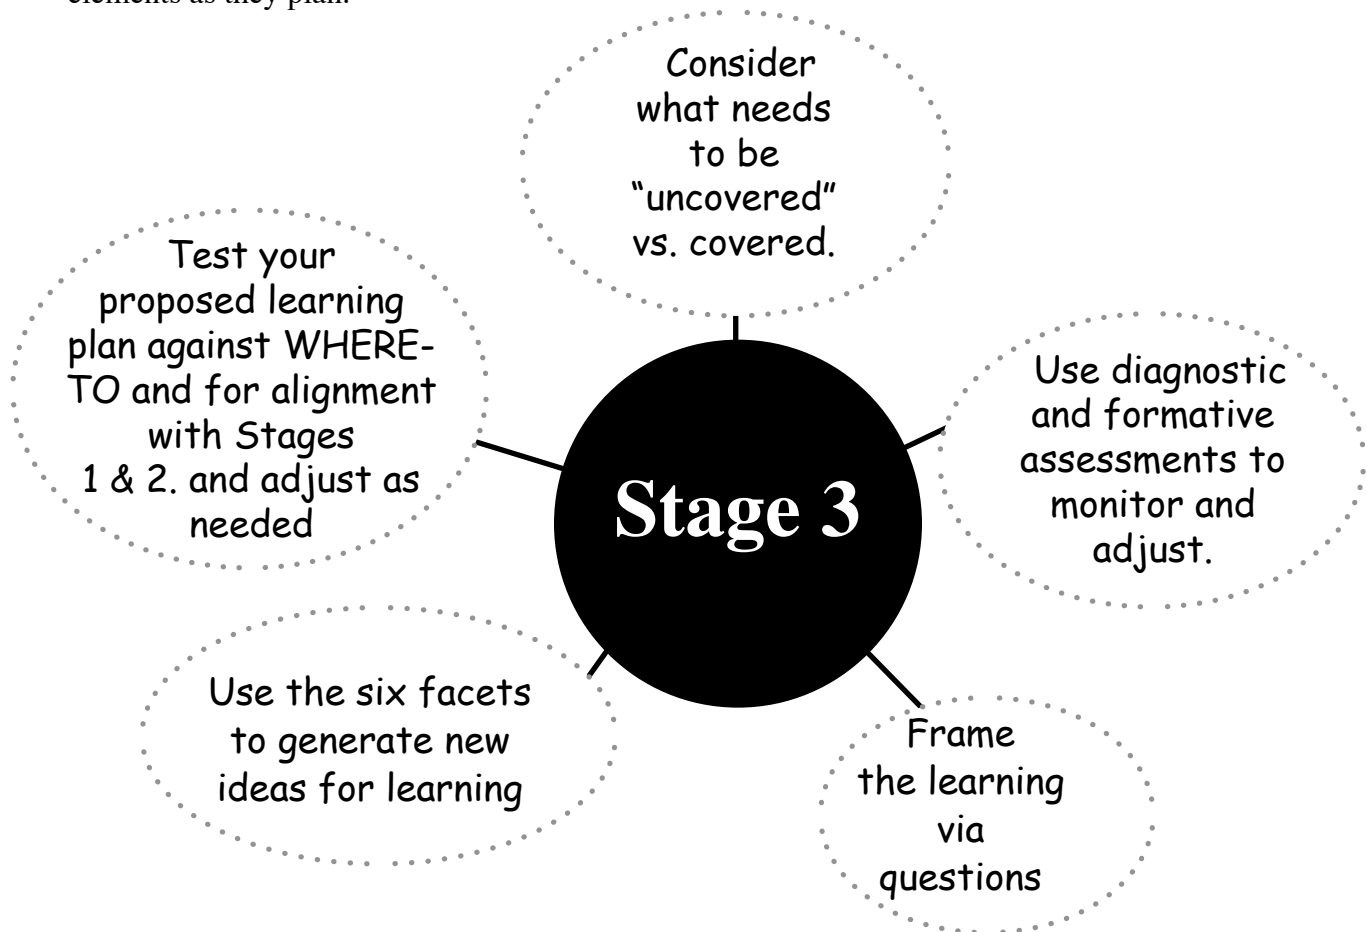 elements as they plan.
Consider
what needs
to be
“uncovered”
vs. covered.
Test your
proposed learning
plan against WHERE-
TO and for alignment
with Stages
1 & 2. and adjust as
needed
Use diagnostic
and formative
assessments to
monitor and
adjust.
Stage 3
Use the six facets
to generate new
ideas for learning
Frame
the learning
via
questions